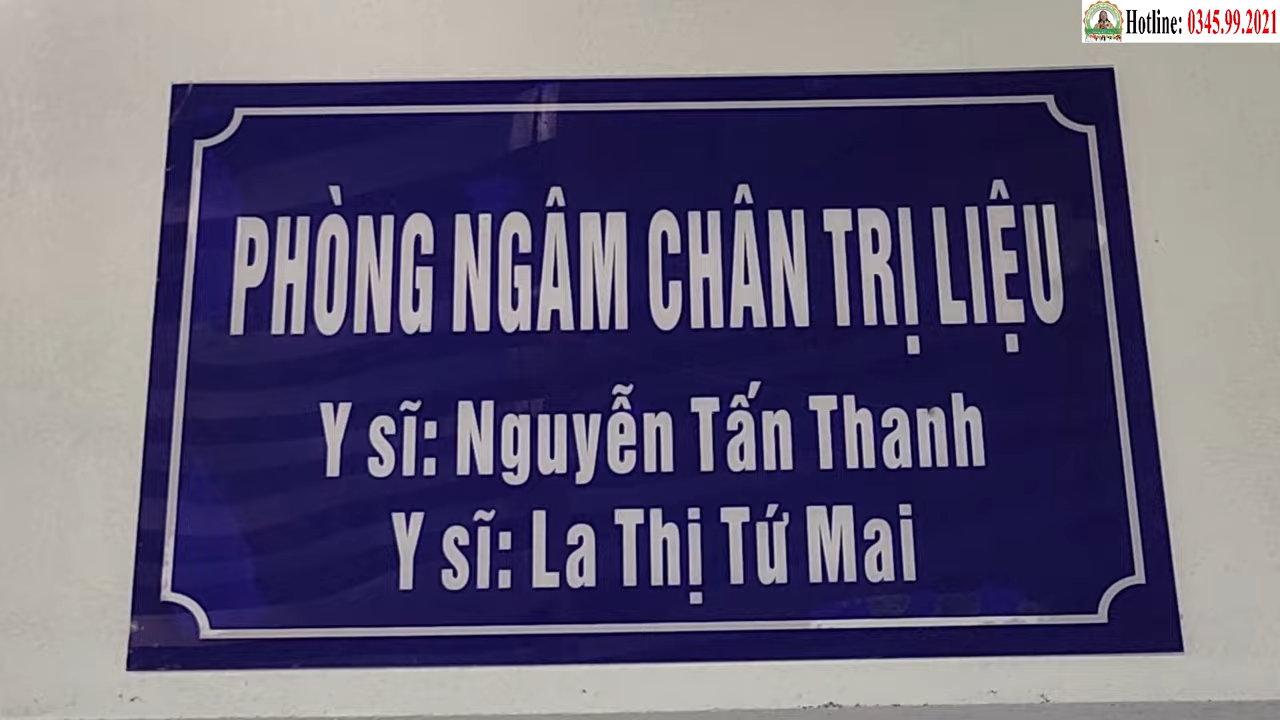 Hotline: 0345.99.2021
PHÒNG NGÂM CHÂN TRỊ LIỆU
Y sĩ: Nguyễn Tấn Thanh
Y sĩ: La Thị Tứ Mai